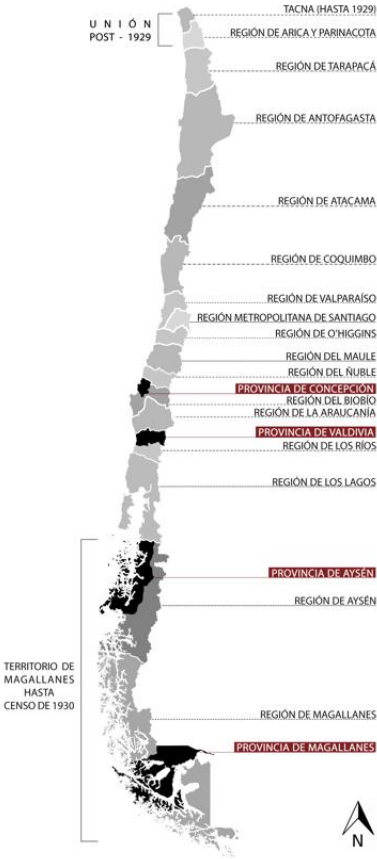 TACNA (HASTA 1929)
UNIÓN
POST - 1929
REGIÓN DE ARICA Y PARINACOTA
REGIÓN DE TARAPACÁ
REGIÓN DE ANTOFAGASTA
REGIÓN DE ATACAMA
REGIÓN DE COQUIMBO
REGIÓN DE VALPARAÍSO
REGIÓN METROPOLITANA DE SANTIAGO
REGIÓN DE O'HIGGINS
REGIÓN DEL MAULE
REGIÓN DEL ÑUBLE
PROVINCIA DE CONCEPCIÓN
REGIÓN DEL BIOBÍO
REGIÓN DE LA ARAUCANÍA
PROVINCIA DE VALDIVIA
REGIÓN DE LOS RÍOS
REGIÓN DE LOS LAGOS
PROVINCIA DE AYSÉN
REGIÓN DE AYSÉN
TERRITORIO DE
MAGALLANES
HASTA
CENSO DE 1930
REGIÓN DE MAGALLANES
PROVINCIA DE MAGALLANES
N